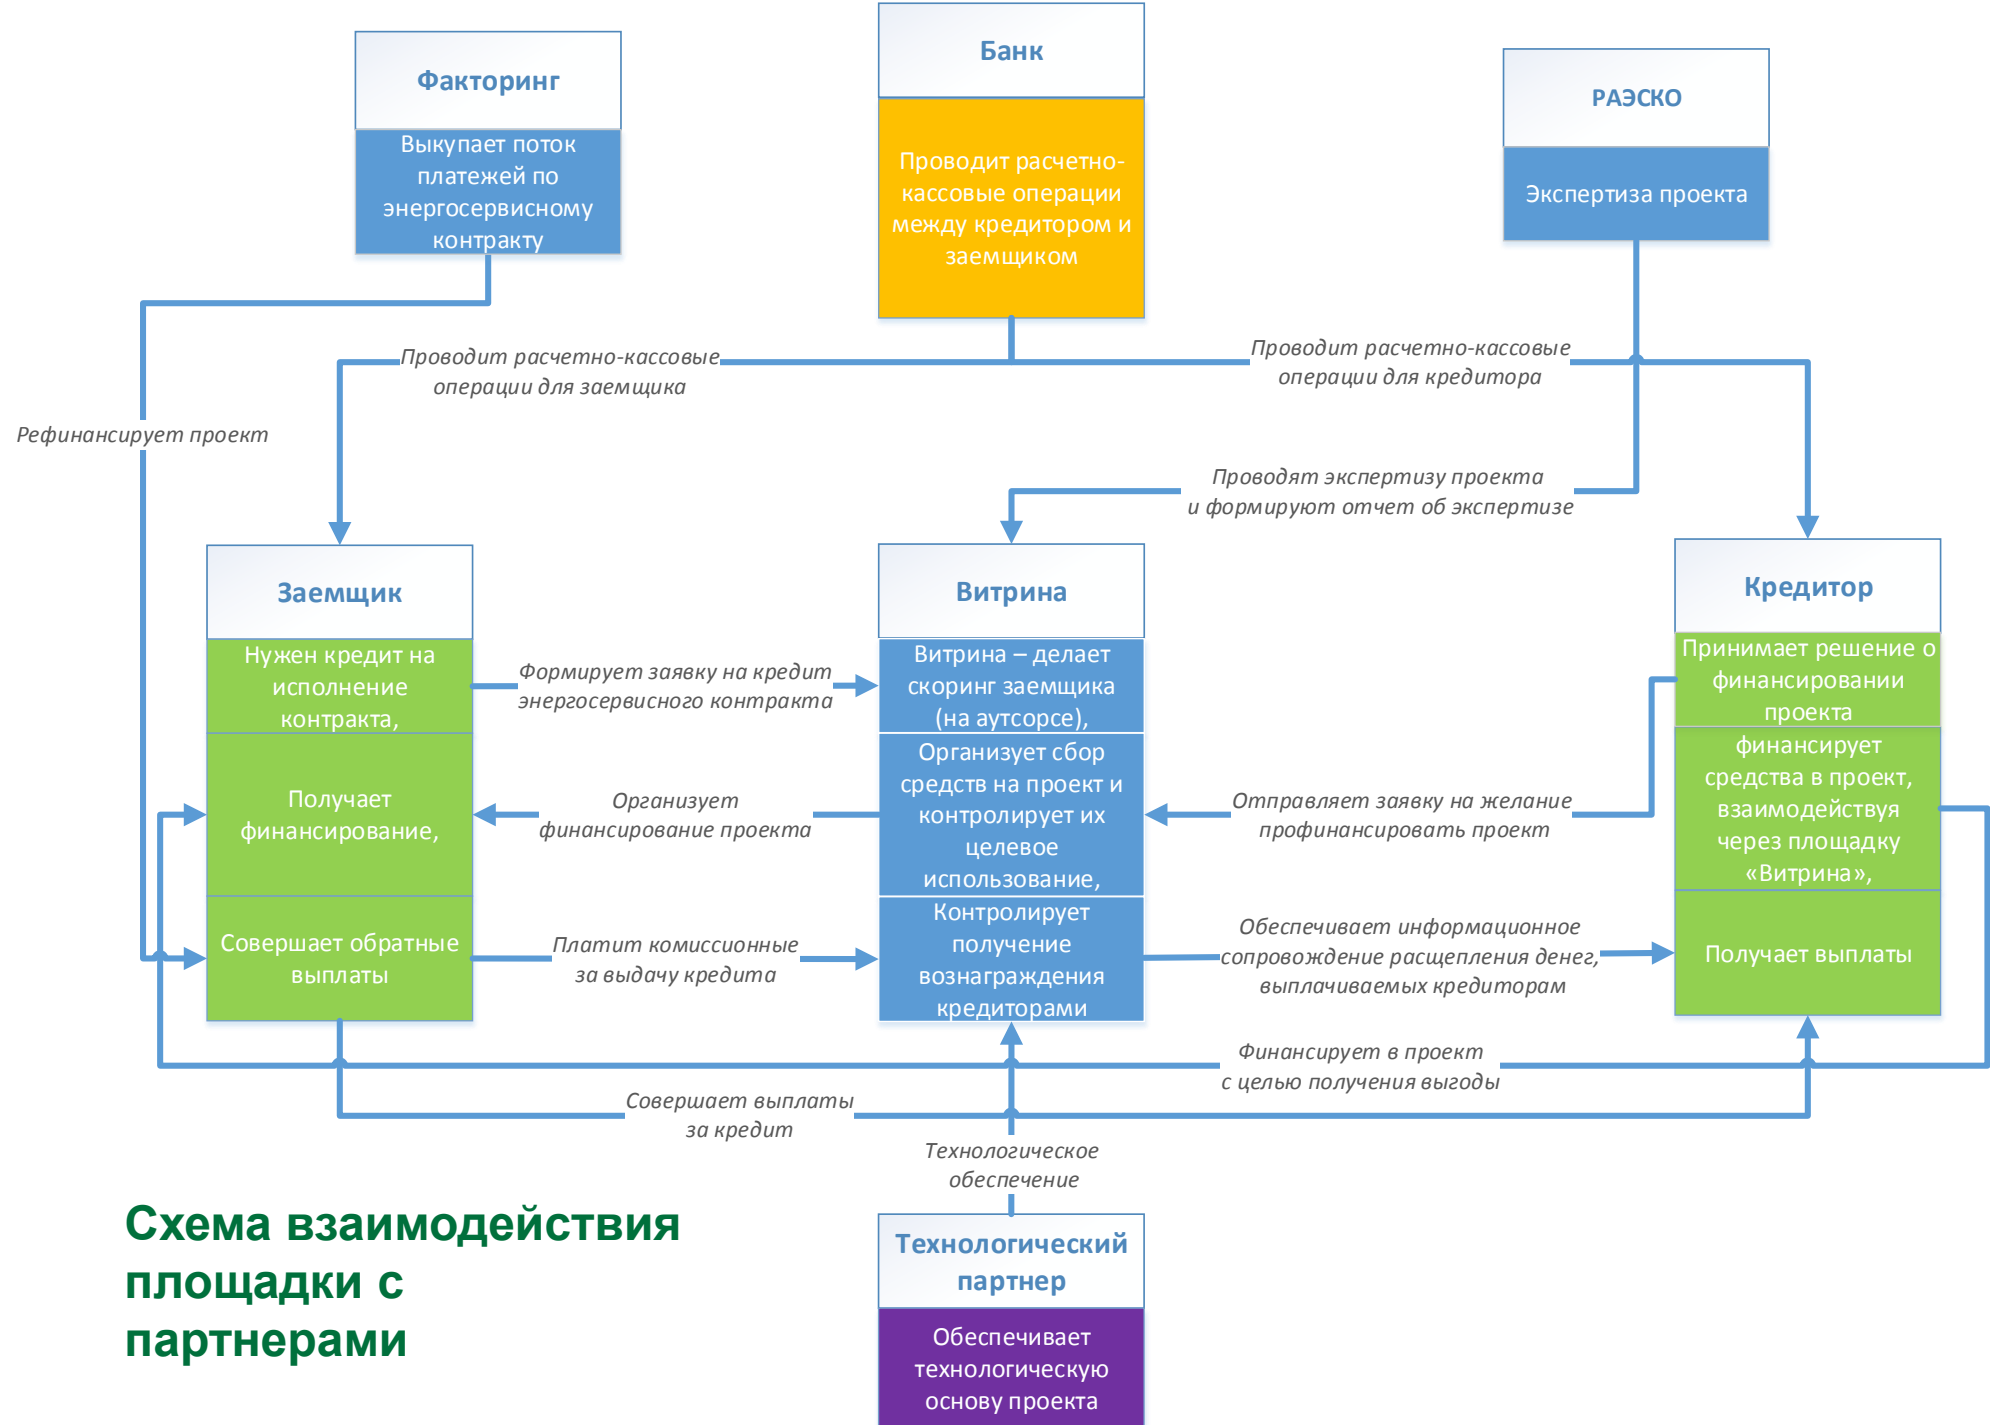 Факторинг
Выкупает поток
платежей по
энергосервисному
контракту
Банк
Проводит расчетно-
кассовые операции
между кредитором и
заемщиком
РАЭСКО
Экспертиза проекта
Проводит расчетно-кассовые
операции для заемщика
Проводит расчетно-кассовые
операции для кредитора
Рефинансирует проект
Проводят экспертизу проекта
и формируют отчет об экспертизе
Заемщик
Нужен кредит на
исполнение
контракта,
Получает
финансирование,
Совершает обратные
выплаты
Формирует заявку на кредит
энергосервисного контракта
Организует
финансирование проекта
Платит комиссионные
за выдачу кредита
Витрина
Витрина – делает
скоринг заемщика
(на аутсорсе),
Организует сбор
средств на проект и
контролирует их
целевое
использование,
Контролирует
получение
вознаграждения
кредиторами
Отправляет заявку на желание
профинансировать проект
Обеспечивает информационное
сопровождение расщепления денег,
выплачиваемых кредиторам
Кредитор
Принимает решение о
финансировании
проекта
финансирует
средства в проект,
взаимодействуя
через площадку
«Витрина»,
Получает выплаты
Финансирует в проект
с целью получения выгоды
Совершает выплаты
за кредит
Технологическое
обеспечение
Технологический
партнер
Обеспечивает
технологическую
основу проекта
Схема взаимодействия
площадки с
партнерами